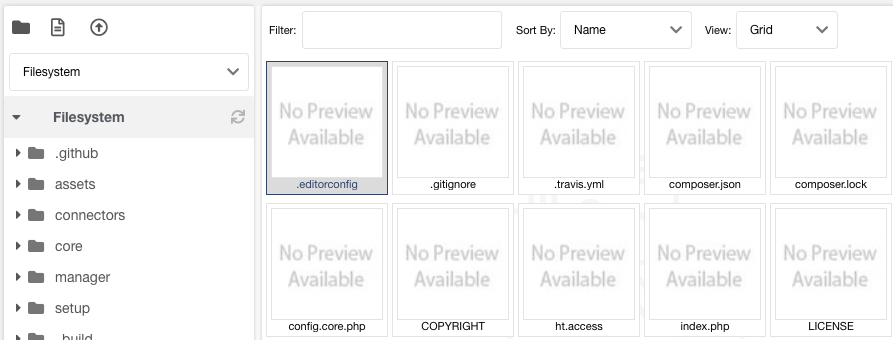 Filter:
Sort By: Name
View: Grid
Filesystem
Filesystem
.github
assets
connectors
core
manager
setup
_build
No Preview Available
No Preview Available
No Preview Available
No Preview Available
No Preview Available
.editorconfig
.gitignore
.travis.yml
composer.json
composer.lock
No Preview Available
No Preview Available
No Preview Available
No Preview Available
No Preview Available
config.core.php
COPYRIGHT
ht.access
index.php
LICENSE